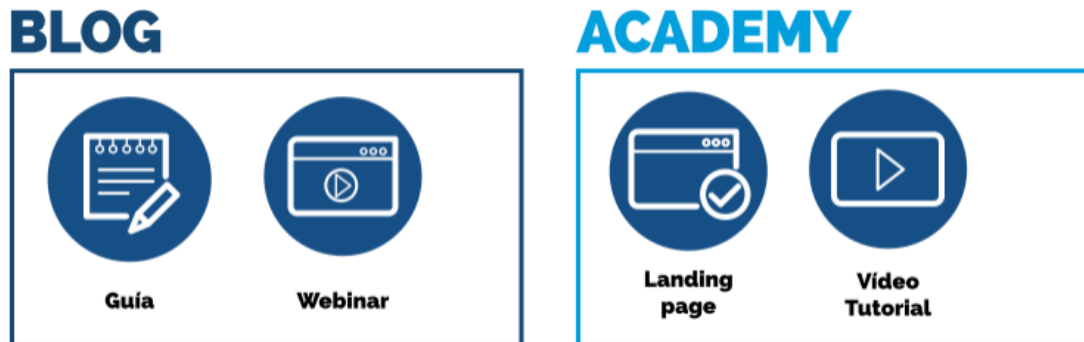 BLOG
Guía
Webinar
ACADEMY
Landing
page
Vídeo
Tutorial